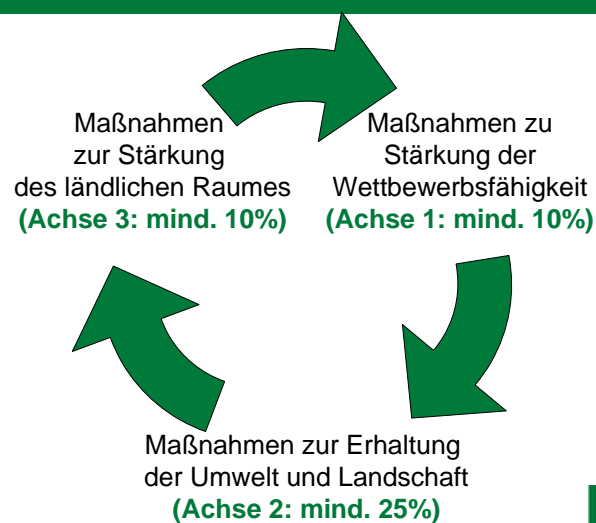 Maßnahmen
zur Stärkung
des ländlichen Raumes
(Achse 3: mind. 10%)
Maßnahmen zu
Stärkung der
Wettbewerbsfähigkeit
(Achse 1: mind. 10%)
Maßnahmen zur Erhaltung
der Umwelt und Landschaft
(Achse 2: mind. 25%)